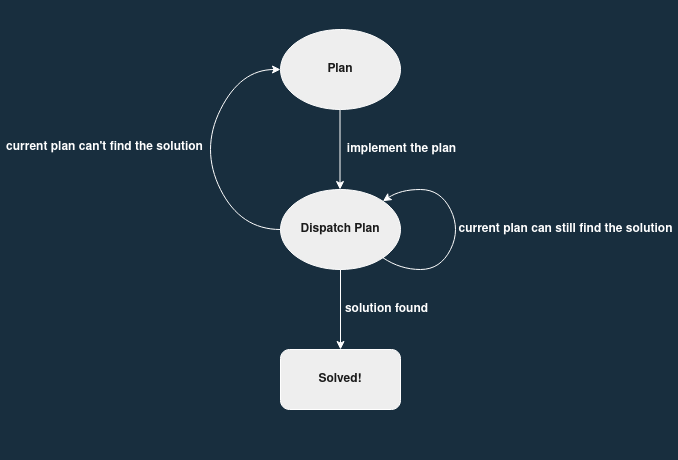 Plan
current plan can't find the solution
implement the plan
Dispatch Plan
current plan can still find the solution
solution found
Solved!